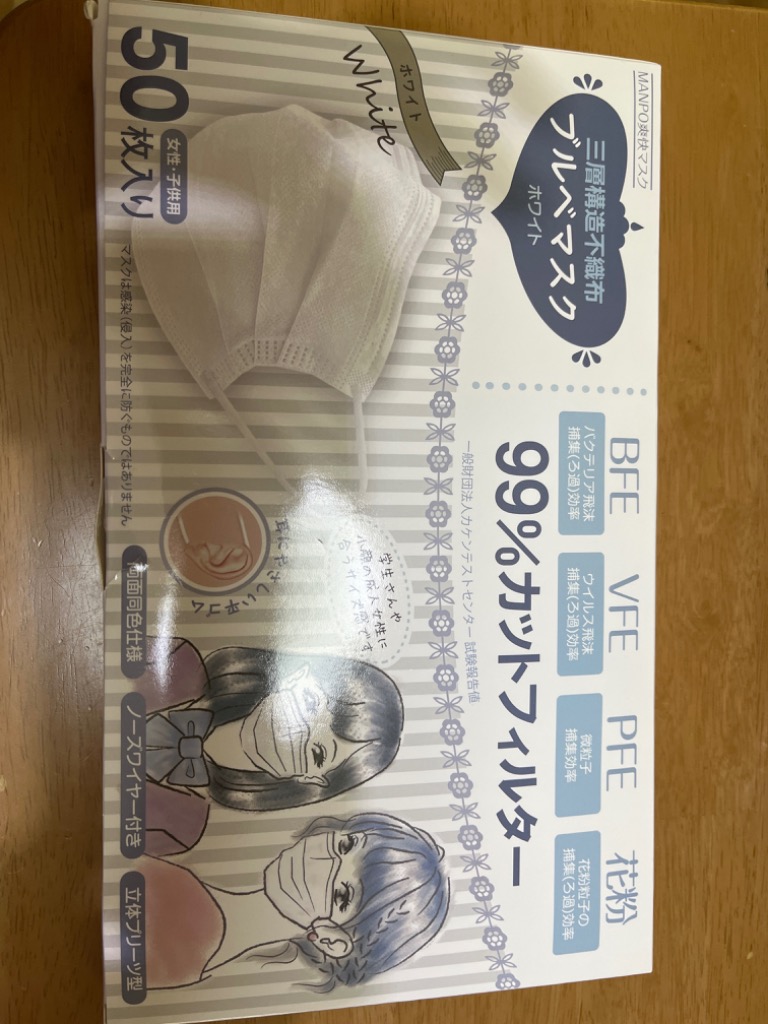 MANPO爽快マスク
三層構造不織布
ブルベマスク
ホワイト
ホワイト
White
BFE
バクテリア飛沫
捕集(ろ過)効率
VFE
ウイルス飛沫
捕集(ろ過)効率
PFE
微粒子
捕集効率
花粉
花粉粒子の
捕集(ろ過)効率
99%カットフィルター
一般財団法人カケンテストセンター 試験報告値
学生さんや
小顔の成人女性に
合うサイズ感です
耳にやさしい平ゴム
女性・子供用
50枚入り
マスクは感染(侵入)を完全に防ぐものではありません
両面同色仕様
ノーズワイヤー付き
立体プリーツ型